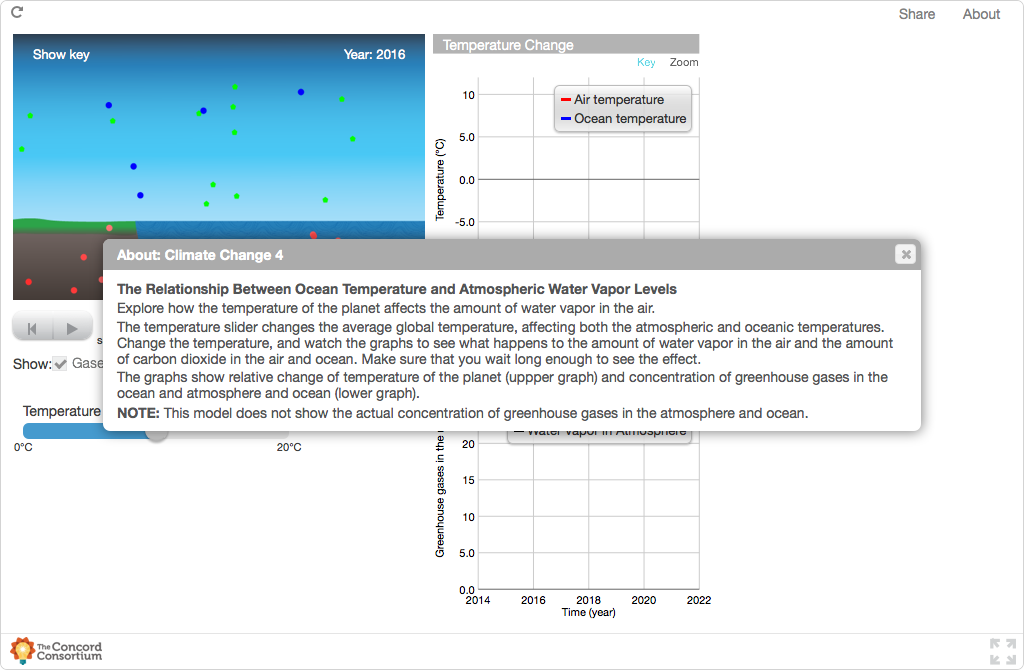 Share About
Show key
Year: 2016
Temperature Change
Key Zoom
Air temperature
Ocean temperature
10
5.0
0.0
-5.0
Temperature (°C)
About: Climate Change 4
The Relationship Between Ocean Temperature and Atmospheric Water Vapor Levels
Explore how the temperature of the planet affects the amount of water vapor in the air.
The temperature slider changes the average global temperature, affecting both the atmospheric and oceanic temperatures.
Change the temperature, and watch the graphs to see what happens to the amount of water vapor in the air and the amount
of carbon dioxide in the air and ocean. Make sure that you wait long enough to see the effect.
The graphs show relative change of temperature of the planet (uppper graph) and concentration of greenhouse gases in the
ocean and atmosphere and ocean (lower graph).
NOTE: This model does not show the actual concentration of greenhouse gases in the atmosphere and ocean.
Show: Gase
Temperature
0°C
20°C
Water Vapor in Atmosphere
Greenhouse gases in the
20
15
10
5.0
0.0
2014 2016 2018 2020 2022
Time (year)
The Concord
Consortium